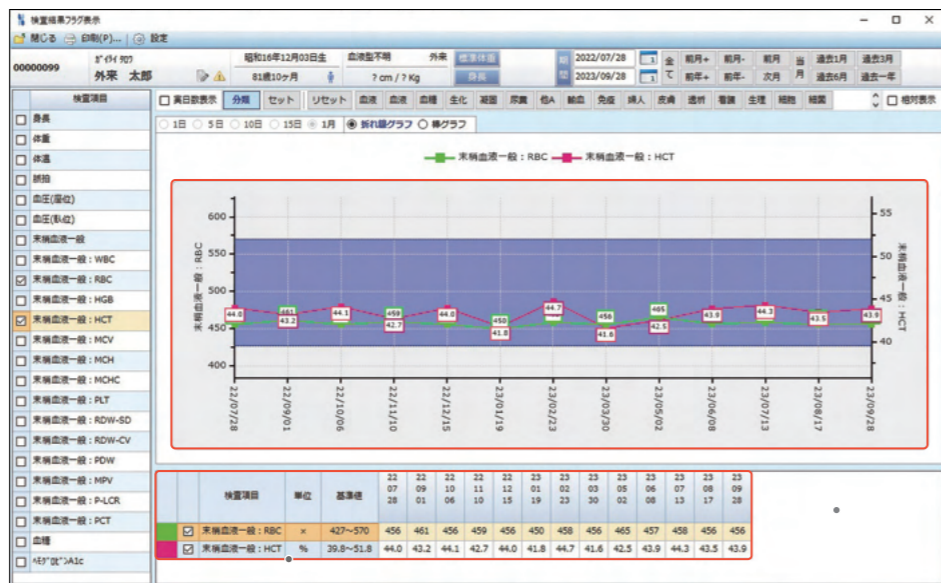 検査結果フラグ表示
閉じる 印刷(P)... 設定
00000099
外来 太郎
昭和16年12月03日生 血液型不明 外来 標準体重
81歳10ヶ月 ? cm / ? Kg 身長
期間
2022/07/28 1
2023/09/28 1
全て
前月+ 前月- 前月 当月 過去1月 過去3月
前年+ 前年- 次月 過去6月 過去一年
検査項目
身長
体重
体温
脈拍
血圧(座位)
血圧(臥位)
末梢血液一般
末梢血液一般:WBC
末梢血液一般:RBC
末梢血液一般:HGB
末梢血液一般:HCT
末梢血液一般:MCV
末梢血液一般:MCH
末梢血液一般:MCHC
末梢血液一般:PLT
末梢血液一般:RDW-SD
末梢血液一般:RDW-CV
末梢血液一般:PDW
末梢血液一般:MPV
末梢血液一般:P-LCR
末梢血液一般:PCT
血糖
ヘモグロビンA1c
実日数表示 分類 セット リセット 血液 血液 血糖 生化 凝固 尿糞 他A 輸血 免疫 婦人 皮膚 透析 看護 生理 細胞 細菌 相対表示
1日 5日 10日 15日 1月 折れ線グラフ 棒グラフ
末梢血液一般:RBC 末梢血液一般:HCT
末梢血液一般:RBC
600
550
500
450
400
55
50
45
40
末梢血液一般:HCT
44.0 461 43.2 44.1 459 42.7 44.0 450 41.8 44.7 456 41.6 465 42.5 43.9 44.3 43.5 43.9
22/07/28 22/09/01 22/10/06 22/11/10 22/12/15 23/01/19 23/02/23 23/03/30 23/05/02 23/06/08 23/07/13 23/08/17 23/09/28
検査項目 単位 基準値
22 22 22 22 22 23 23 23 23 23 23 23 23
07 09 10 11 12 01 02 03 05 06 07 08 09
28 01 06 10 15 19 23 30 02 08 13 17 28
末梢血液一般:RBC × 427~570 456 461 456 459 456 450 458 456 465 457 458 456 456
末梢血液一般:HCT % 39.8~51.8 44.0 43.2 44.1 42.7 44.0 41.8 44.7 41.6 42.5 43.9 44.3 43.5 43.9